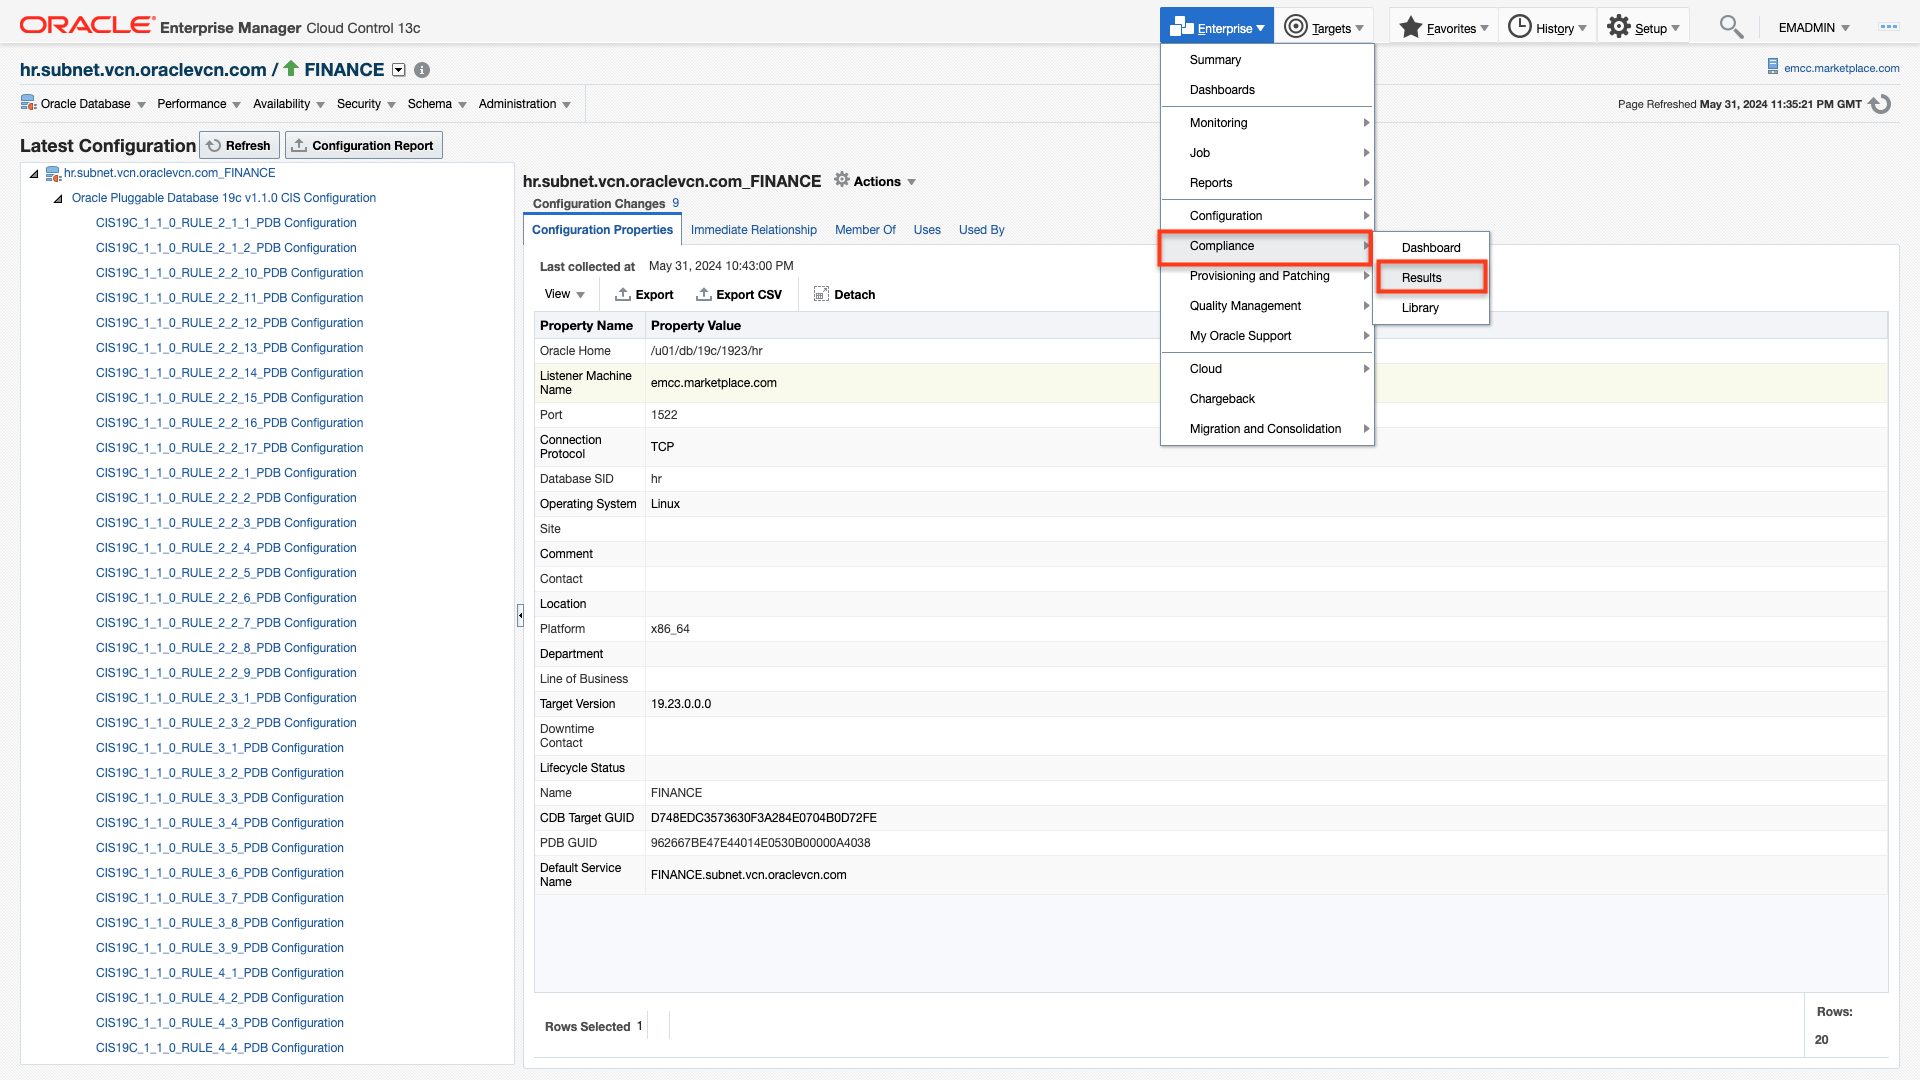 ORACLE Enterprise Manager Cloud Control 13c
Enterprise
Targets
Favorites
History
Setup
EMADMIN
hr.subnet.vcn.oraclevcn.com / FINANCE
emcc.marketplace.com
Oracle Database
Performance
Availability
Security
Schema
Administration
Page Refreshed May 31, 2024 11:35:21 PM GMT
Summary
Dashboards
Monitoring
Job
Reports
Configuration
Compliance
Provisioning and Patching
Quality Management
My Oracle Support
Cloud
Chargeback
Migration and Consolidation
Dashboard
Results
Library
Latest Configuration
Refresh
Configuration Report
hr.subnet.vcn.oraclevcn.com_FINANCE
Oracle Pluggable Database 19c v1.1.0 CIS Configuration
CIS19C_1_1_0_RULE_2_1_1_PDB Configuration
CIS19C_1_1_0_RULE_2_1_2_PDB Configuration
CIS19C_1_1_0_RULE_2_2_10_PDB Configuration
CIS19C_1_1_0_RULE_2_2_11_PDB Configuration
CIS19C_1_1_0_RULE_2_2_12_PDB Configuration
CIS19C_1_1_0_RULE_2_2_13_PDB Configuration
CIS19C_1_1_0_RULE_2_2_14_PDB Configuration
CIS19C_1_1_0_RULE_2_2_15_PDB Configuration
CIS19C_1_1_0_RULE_2_2_16_PDB Configuration
CIS19C_1_1_0_RULE_2_2_17_PDB Configuration
CIS19C_1_1_0_RULE_2_2_1_PDB Configuration
CIS19C_1_1_0_RULE_2_2_2_PDB Configuration
CIS19C_1_1_0_RULE_2_2_3_PDB Configuration
CIS19C_1_1_0_RULE_2_2_4_PDB Configuration
CIS19C_1_1_0_RULE_2_2_5_PDB Configuration
CIS19C_1_1_0_RULE_2_2_6_PDB Configuration
CIS19C_1_1_0_RULE_2_2_7_PDB Configuration
CIS19C_1_1_0_RULE_2_2_8_PDB Configuration
CIS19C_1_1_0_RULE_2_2_9_PDB Configuration
CIS19C_1_1_0_RULE_2_3_1_PDB Configuration
CIS19C_1_1_0_RULE_2_3_2_PDB Configuration
CIS19C_1_1_0_RULE_3_1_PDB Configuration
CIS19C_1_1_0_RULE_3_2_PDB Configuration
CIS19C_1_1_0_RULE_3_3_PDB Configuration
CIS19C_1_1_0_RULE_3_4_PDB Configuration
CIS19C_1_1_0_RULE_3_5_PDB Configuration
CIS19C_1_1_0_RULE_3_6_PDB Configuration
CIS19C_1_1_0_RULE_3_7_PDB Configuration
CIS19C_1_1_0_RULE_3_8_PDB Configuration
CIS19C_1_1_0_RULE_3_9_PDB Configuration
CIS19C_1_1_0_RULE_4_1_PDB Configuration
CIS19C_1_1_0_RULE_4_2_PDB Configuration
CIS19C_1_1_0_RULE_4_3_PDB Configuration
CIS19C_1_1_0_RULE_4_4_PDB Configuration
hr.subnet.vcn.oraclevcn.com_FINANCE
Actions
Configuration Changes 9
Configuration Properties
Immediate Relationship
Member Of
Uses
Used By
Last collected at May 31, 2024 10:43:00 PM
View
Export
Export CSV
Detach
Property Name Property Value
Oracle Home /u01/db/19c/1923/hr
Listener Machine
Name emcc.marketplace.com
Port 1522
Connection
Protocol TCP
Database SID hr
Operating System Linux
Site
Comment
Contact
Location
Platform x86_64
Department
Line of Business
Target Version 19.23.0.0.0
Downtime
Contact
Lifecycle Status
Name FINANCE
CDB Target GUID D748EDC3573630F3A284E0704B0D72FE
PDB GUID 962667BE47E44014E0530B00000A4038
Default Service
Name FINANCE.subnet.vcn.oraclevcn.com
Rows Selected 1
Rows:
20